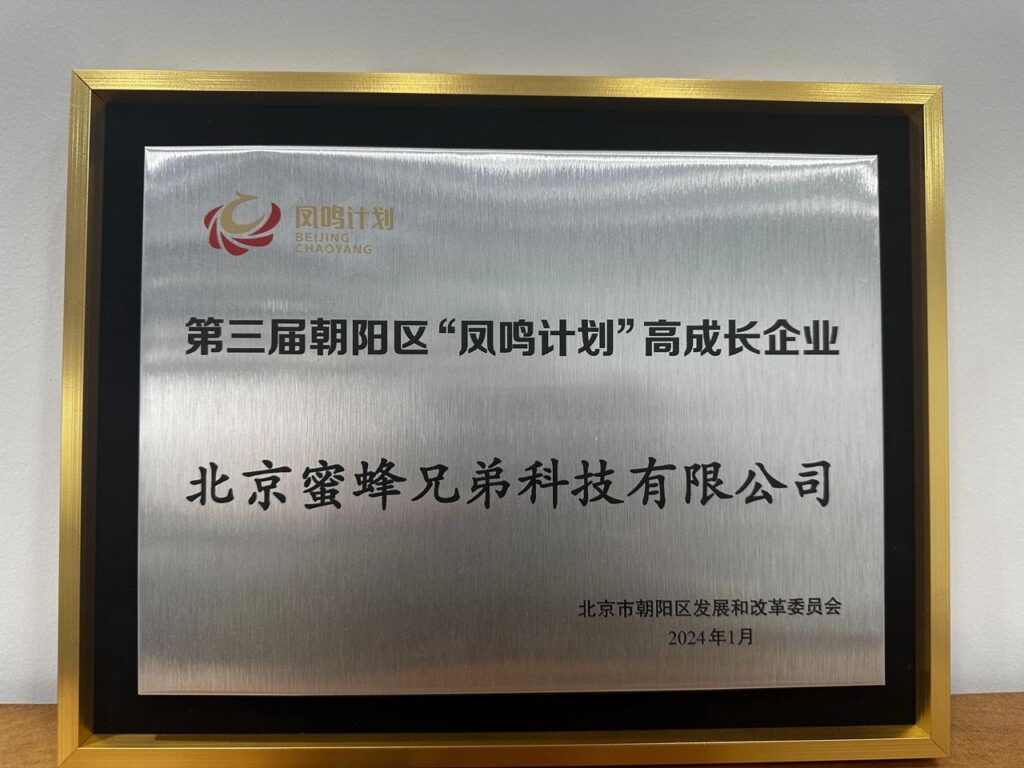 凤鸣计划
BEIJING
CHAOYANG
第三届朝阳区“凤鸣计划”高成长企业
北京蜜蜂兄弟科技有限公司
北京市朝阳区发展和改革委员会
2024年1月